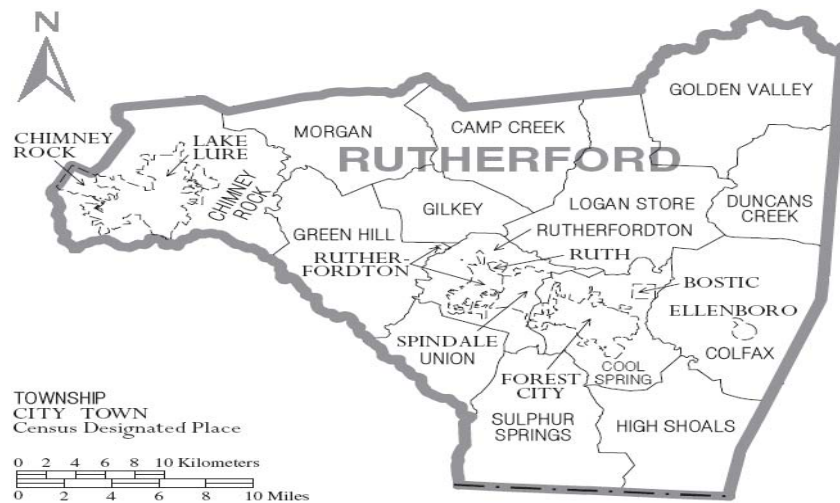 N
GOLDEN VALLEY
CHIMNEY
ROCK
LAKE
LURE
MORGAN
CAMP CREEK
RUTHERFORD
CHIMNEY
ROCK
GILKEY
LOGAN STORE
DUNCANS
CREEK
GREEN HILL
RUTHERFORDTON
RUTHER-
FORDTON
RUTH
BOSTIC
ELLENBORO
SPINDALE
UNION
COLFAX
FOREST
CITY
COOL
SPRING
SULPHUR
SPRINGS
HIGH SHOALS
TOWNSHIP
CITY TOWN
Census Designated Place
0 2 4 6 8 10 Kilometers
0 2 4 6 8 10 Miles